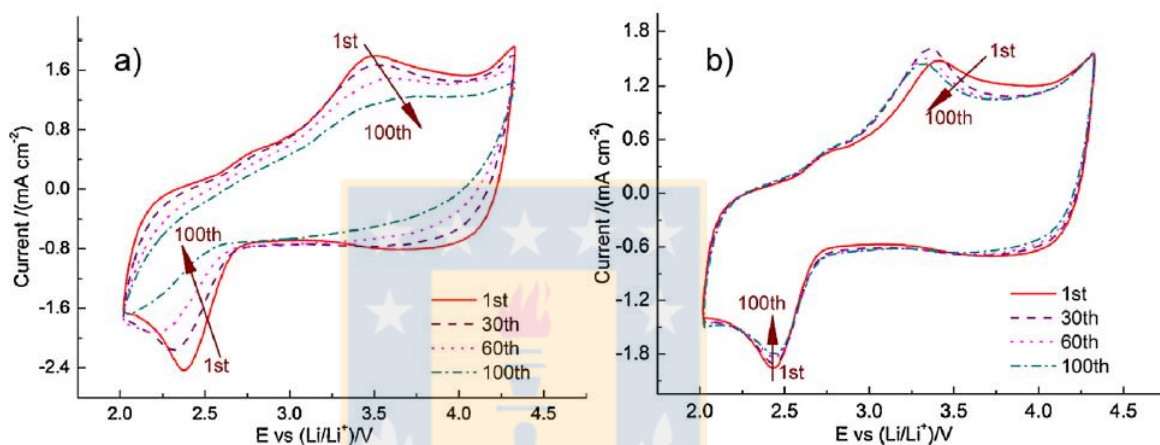 a)
1st
100th
100th
1st
1st
30th
60th
100th
1.6
0.8
0.0
-0.8
-1.6
-2.4
Current /(mA cm⁻²)
2.0 2.5 3.0 3.5 4.0 4.5
E vs (Li/Li⁺)/V
b)
1st
100th
100th
1st
1st
30th
60th
100th
1.8
1.2
0.6
0.0
-0.6
-1.2
-1.8
Current /(mA cm⁻²)
2.0 2.5 3.0 3.5 4.0 4.5
E vs (Li/Li⁺)/V